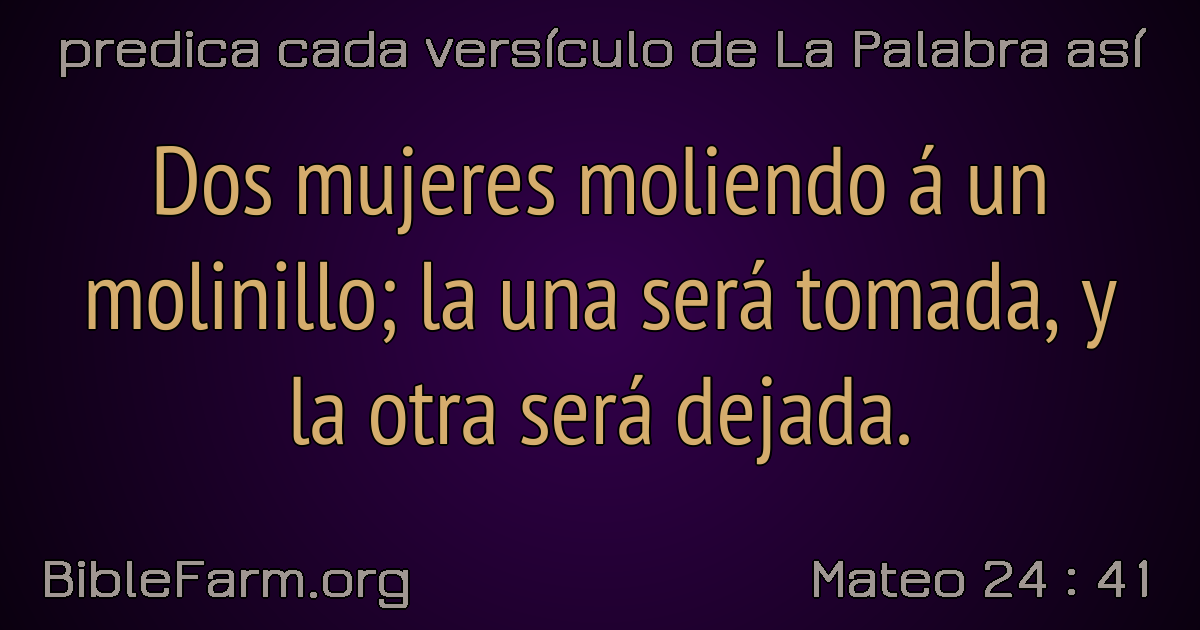 predica cada versículo de La Palabra así
Dos mujeres moliendo á un
molinillo; la una será tomada, y
la otra será dejada.
BibleFarm.org
Mateo 24 : 41